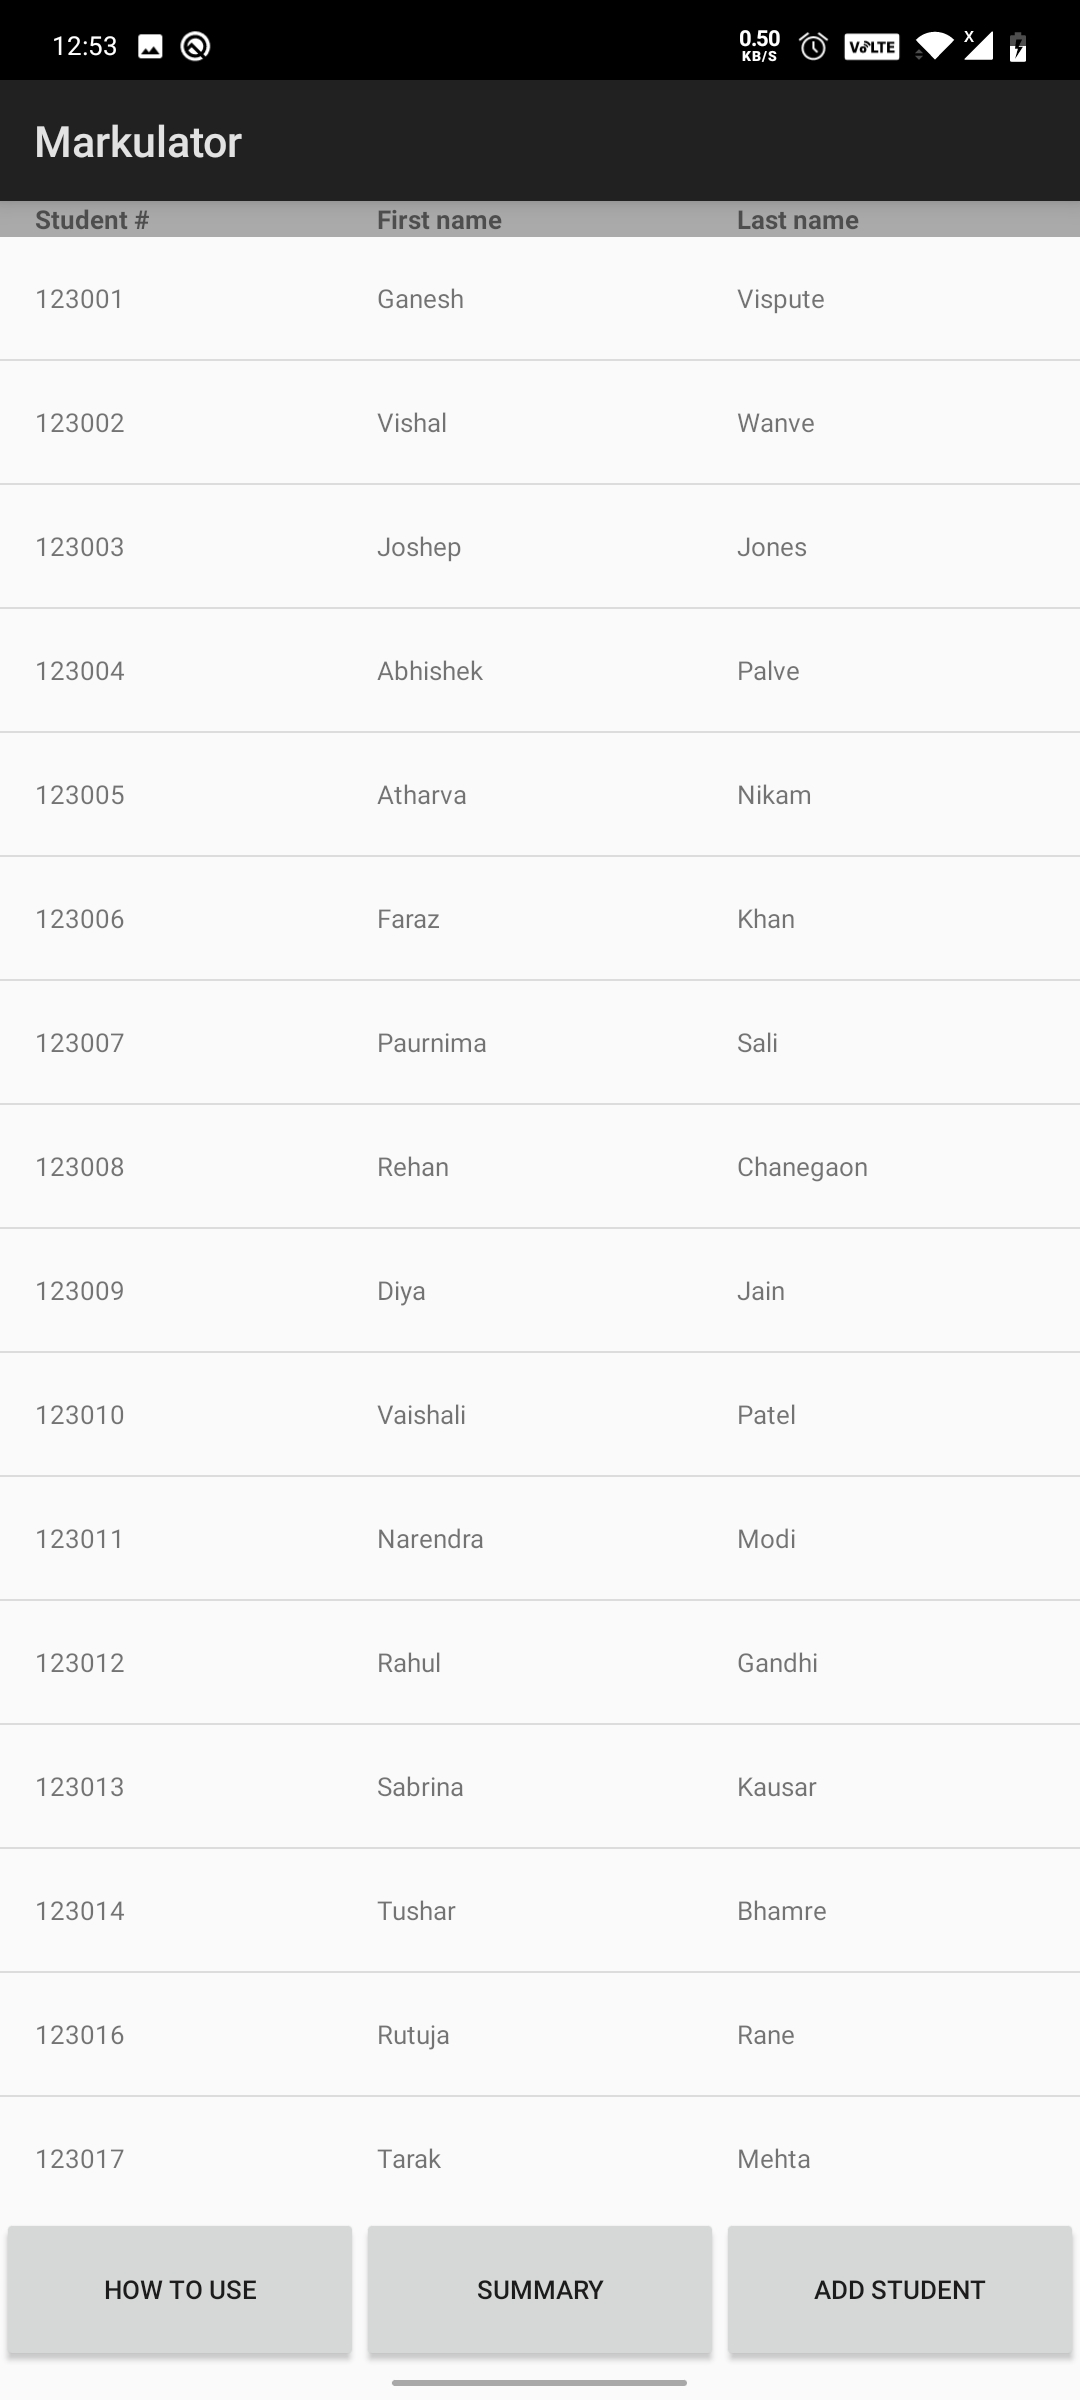 12:53 0.50 KB/S VoLTE X
Markulator
Student # First name Last name
123001 Ganesh Vispute
123002 Vishal Wanve
123003 Joshep Jones
123004 Abhishek Palve
123005 Atharva Nikam
123006 Faraz Khan
123007 Paurnima Sali
123008 Rehan Chanegaon
123009 Diya Jain
123010 Vaishali Patel
123011 Narendra Modi
123012 Rahul Gandhi
123013 Sabrina Kausar
123014 Tushar Bhamre
123016 Rutuja Rane
123017 Tarak Mehta
HOW TO USE SUMMARY ADD STUDENT